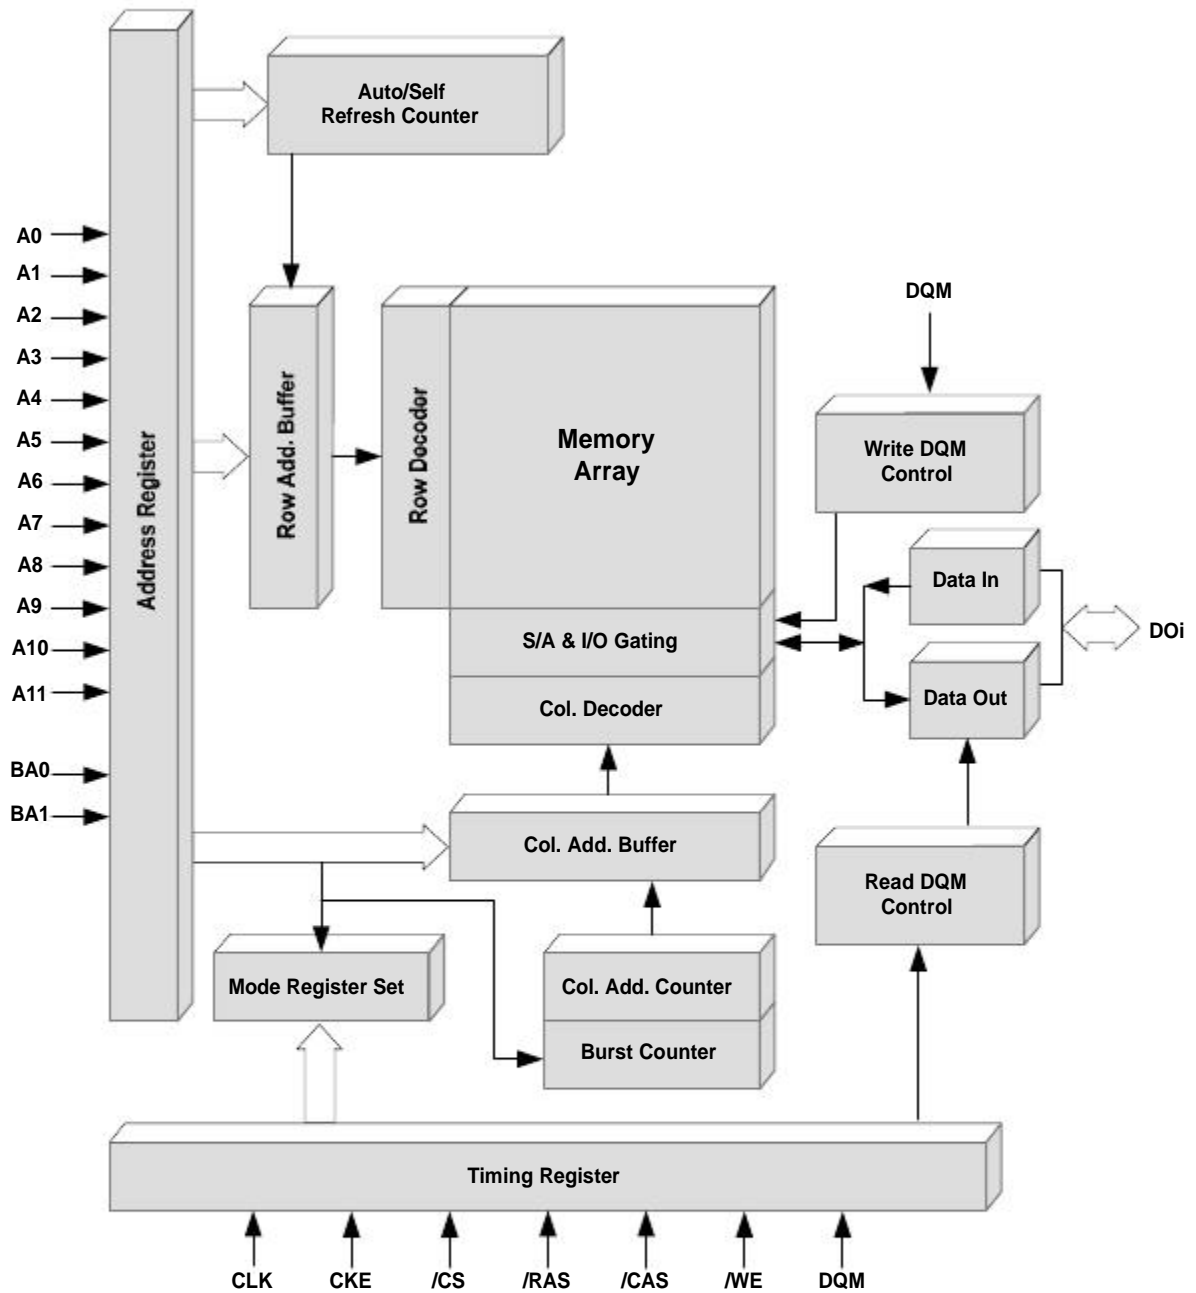 Auto/Self
Refresh Counter
A0
A1
A2
A3
A4
A5
A6
A7
A8
A9
A10
A11
BA0
BA1
Address Register
Row Add. Buffer
Row Docodor
Memory
Array
S/A & I/O Gating
Col. Decoder
DQM
Write DQM
Control
Data In
Data Out
DOi
Col. Add. Buffer
Read DQM
Control
Mode Register Set
Col. Add. Counter
Burst Counter
Timing Register
CLK
CKE
/CS
/RAS
/CAS
/WE
DQM